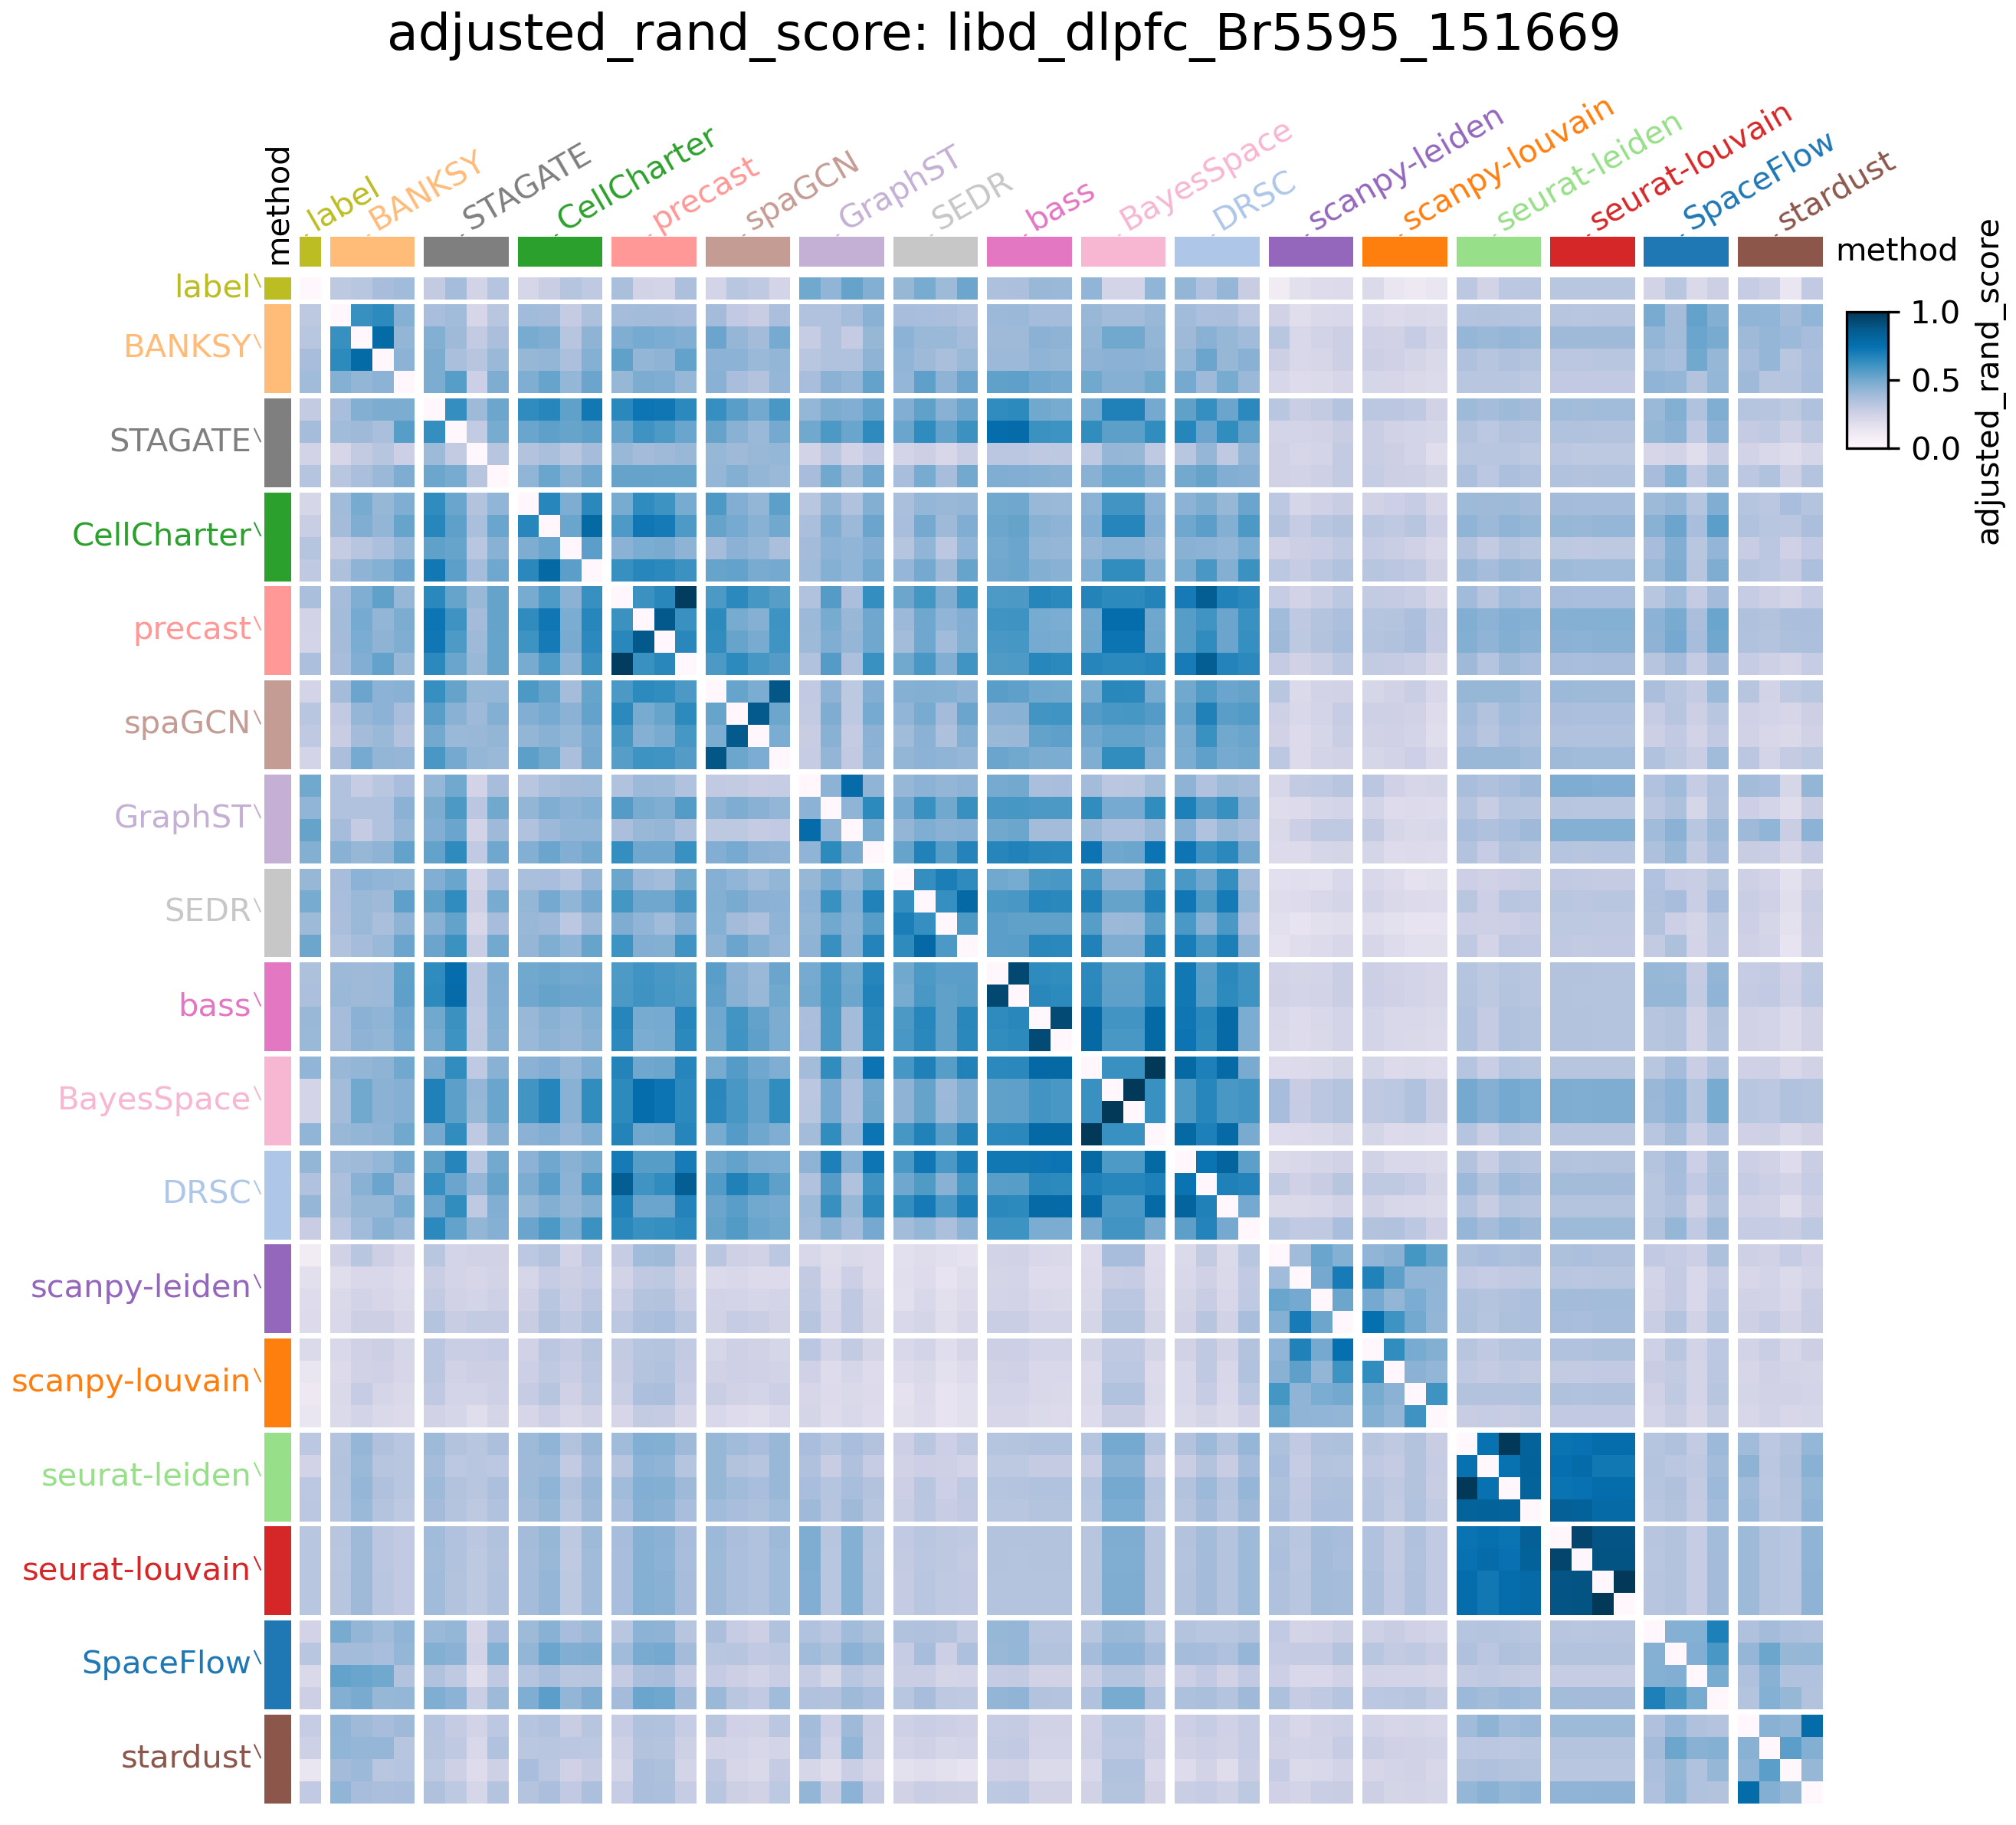 adjusted_rand_score: libd_dlpfc_Br5595_151669
method
label
BANKSY
STAGATE
CellCharter
precast
spaGCN
GraphST
SEDR
bass
BayesSpace
DRSC
scanpy-leiden
scanpy-louvain
seurat-leiden
seurat-louvain
SpaceFlow
stardust
method
label
BANKSY
STAGATE
CellCharter
precast
spaGCN
GraphST
SEDR
bass
BayesSpace
DRSC
scanpy-leiden
scanpy-louvain
seurat-leiden
seurat-louvain
SpaceFlow
stardust
1.0
0.5
0.0
adjusted_rand_score